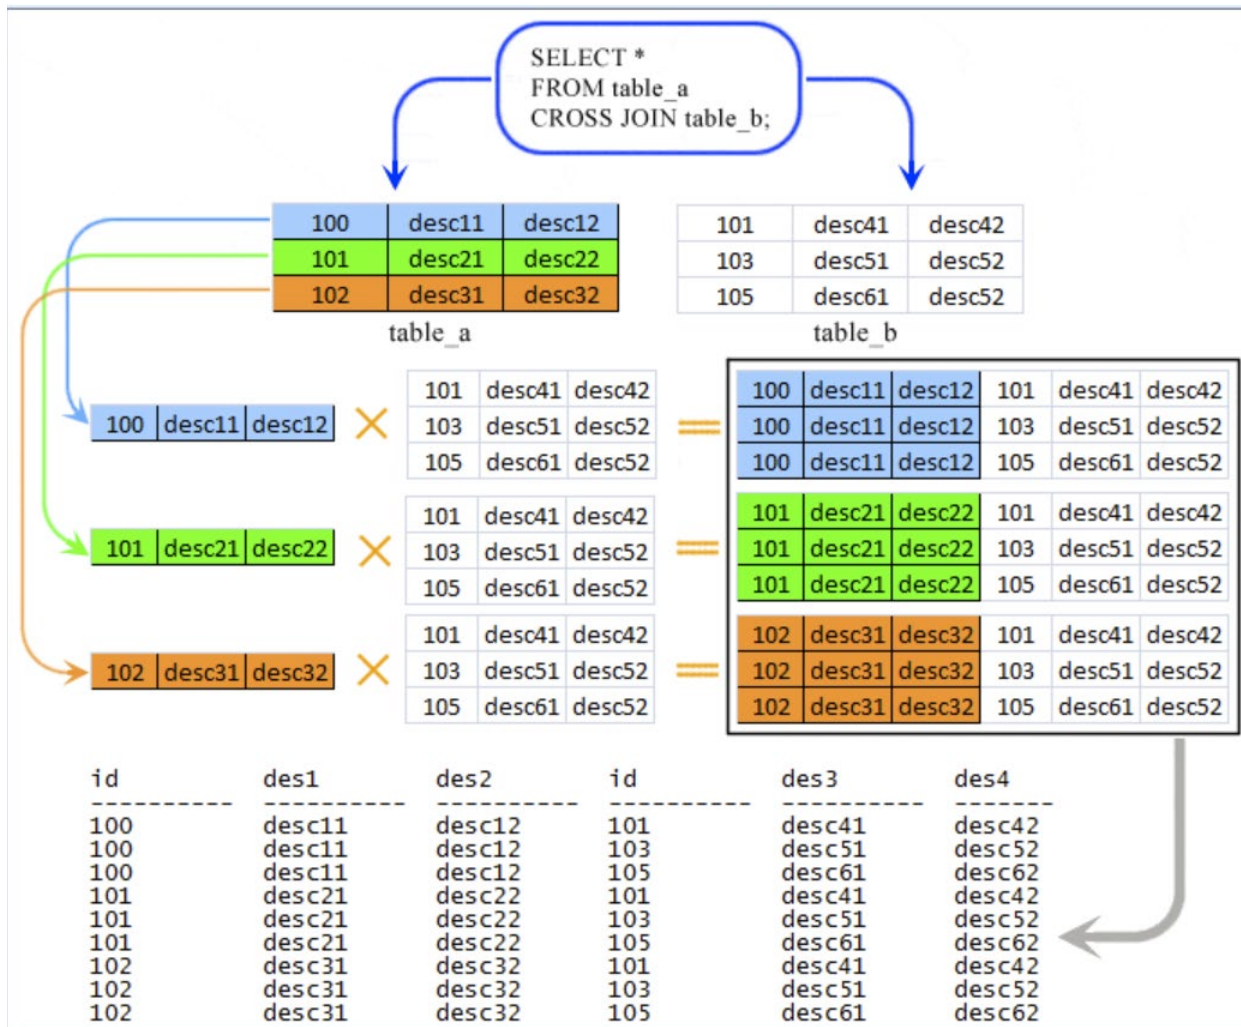 SELECT *
FROM table_a
CROSS JOIN table_b;
100 desc11 desc12
101 desc21 desc22
102 desc31 desc32
table_a
101 desc41 desc42
103 desc51 desc52
105 desc61 desc52
table_b
100 desc11 desc12
×
101 desc41 desc42
103 desc51 desc52
105 desc61 desc52
=
100 desc11 desc12 101 desc41 desc42
100 desc11 desc12 103 desc51 desc52
100 desc11 desc12 105 desc61 desc52
101 desc21 desc22
×
101 desc41 desc42
103 desc51 desc52
105 desc61 desc52
=
101 desc21 desc22 101 desc41 desc42
101 desc21 desc22 103 desc51 desc52
101 desc21 desc22 105 desc61 desc52
102 desc31 desc32
×
101 desc41 desc42
103 desc51 desc52
105 desc61 desc52
=
102 desc31 desc32 101 desc41 desc42
102 desc31 desc32 103 desc51 desc52
102 desc31 desc32 105 desc61 desc52
id des1 des2 id des3 des4
---------- ---------- ---------- ---------- ---------- -------
100 desc11 desc12 101 desc41 desc42
100 desc11 desc12 103 desc51 desc52
100 desc11 desc12 105 desc61 desc62
101 desc21 desc22 101 desc41 desc42
101 desc21 desc22 103 desc51 desc52
101 desc21 desc22 105 desc61 desc62
102 desc31 desc32 101 desc41 desc42
102 desc31 desc32 103 desc51 desc52
102 desc31 desc32 105 desc61 desc62